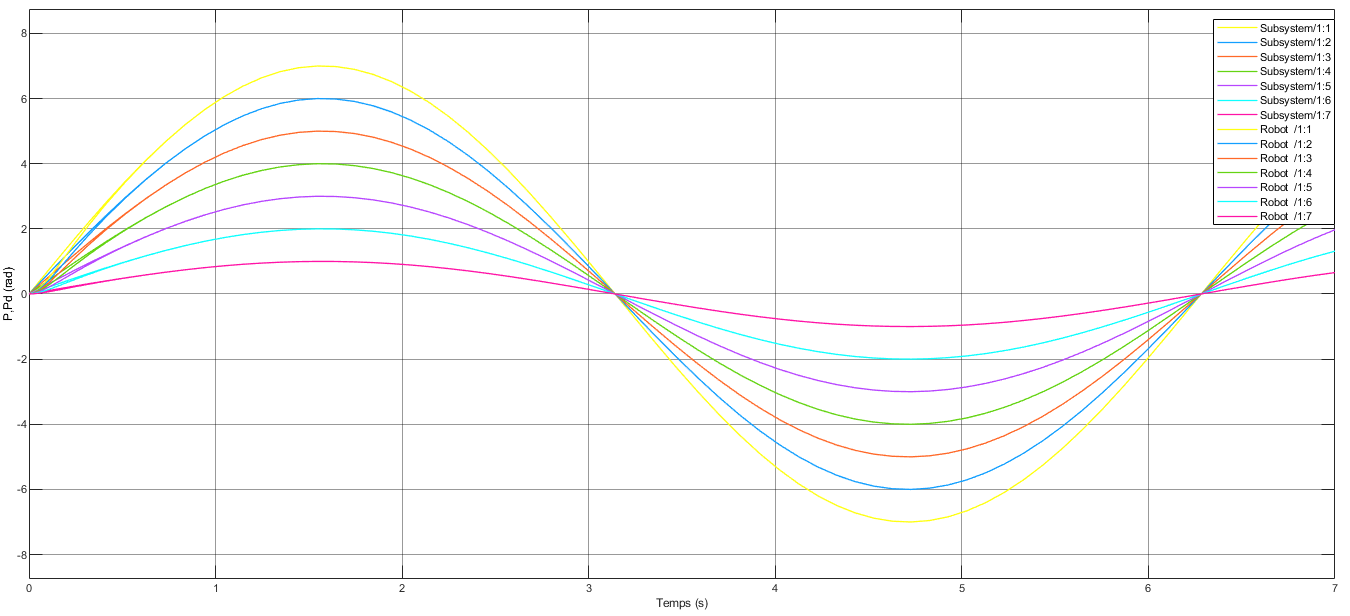 8
6
4
2
0
-2
-4
-6
-8
P,Pd (rad)
0 1 2 3 4 5 6 7
Temps (s)
Subsystem/1:1
Subsystem/1:2
Subsystem/1:3
Subsystem/1:4
Subsystem/1:5
Subsystem/1:6
Subsystem/1:7
Robot /1:1
Robot /1:2
Robot /1:3
Robot /1:4
Robot /1:5
Robot /1:6
Robot /1:7